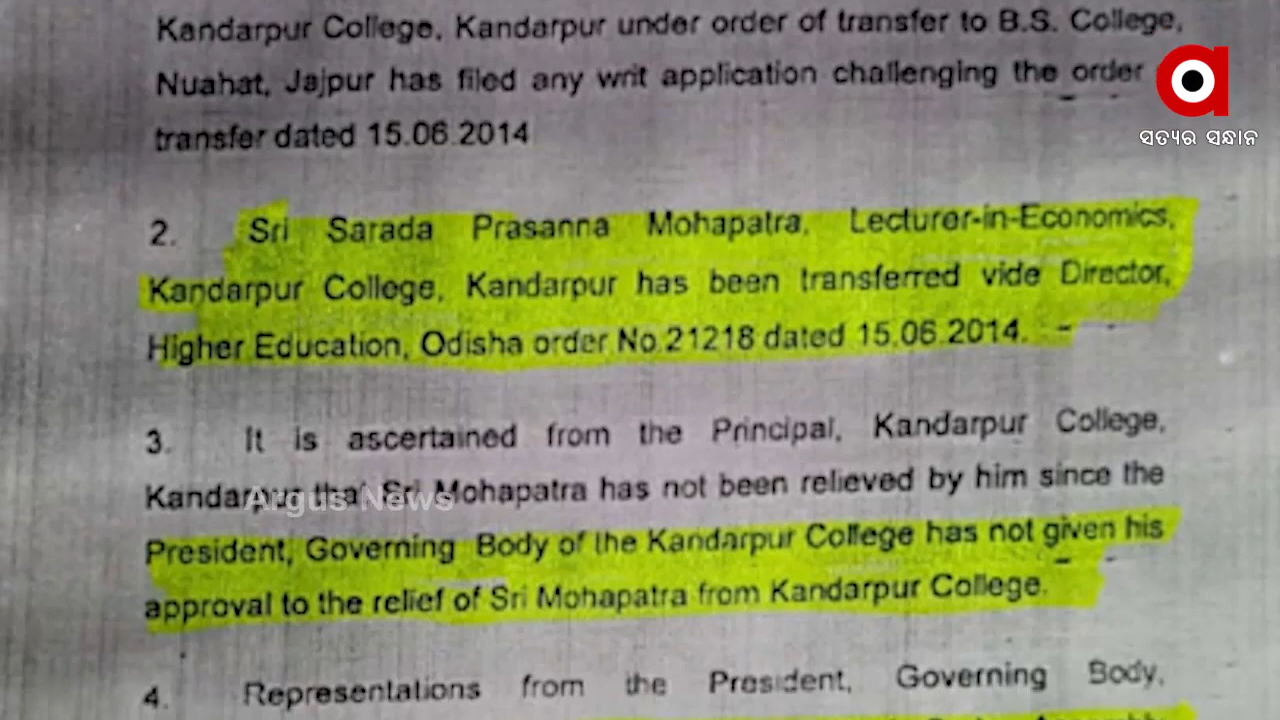 Kandarpur College, Kandarpur under order of transfer to B.S. College,
Nuahat, Jajpur has filed any writ application challenging the order
transfer dated 15.06.2014
2. Sri Sarada Prasanna Mohapatra, Lecturer-in-Economics,
Kandarpur College, Kandarpur has been transferred vide Director,
Higher Education, Odisha order No.21218 dated 15.06.2014.
3. It is ascertained from the Principal, Kandarpur College,
Kandarpur that Sri Mohapatra has not been relieved by him since the
President, Governing Body of the Kandarpur College has not given his
approval to the relief of Sri Mohapatra from Kandarpur College.
4. Representations from the President, Governing Body,
ସତ୍ୟର ସନ୍ଧାନ
Argus News